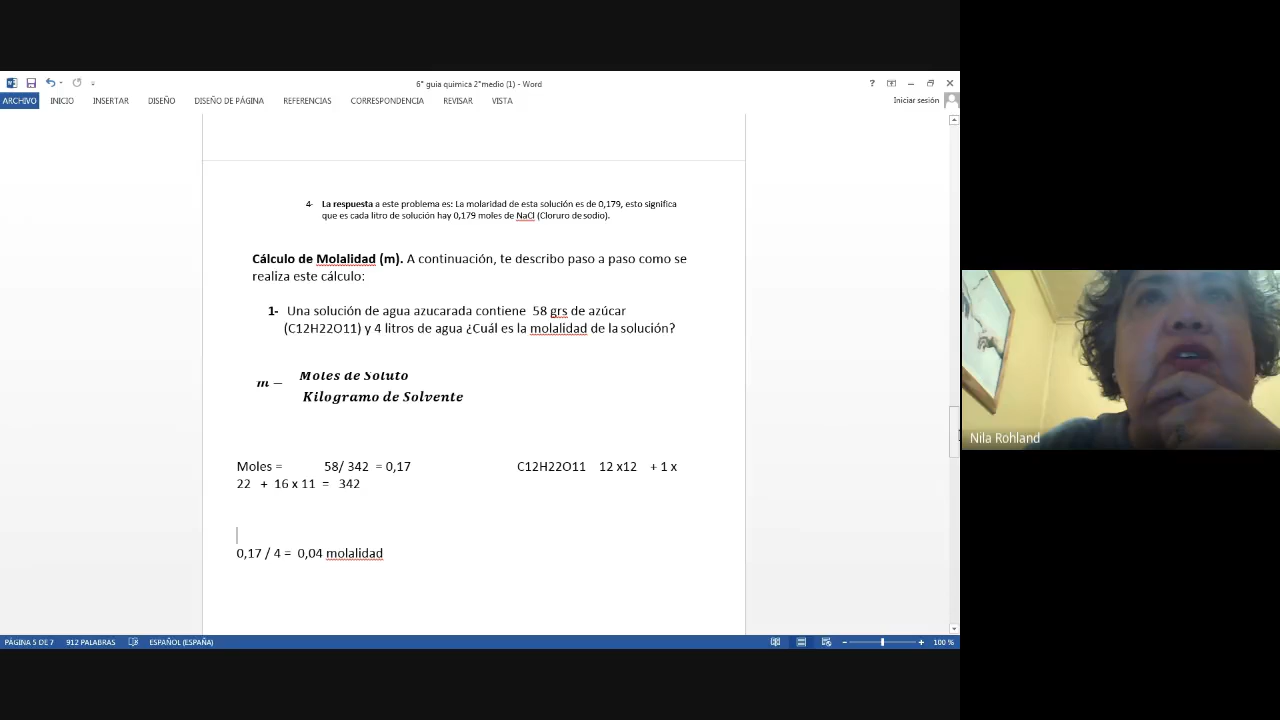 6° guia quimica 2°medio (1) - Word
ARCHIVO INICIO INSERTAR DISEÑO DISEÑO DE PÁGINA REFERENCIAS CORRESPONDENCIA REVISAR VISTA
Iniciar sesión
4- La respuesta a este problema es: La molaridad de esta solución es de 0,179, esto significa
que es cada litro de solución hay 0,179 moles de NaCl (Cloruro de sodio).
Cálculo de Molalidad (m). A continuación, te describo paso a paso como se
realiza este cálculo:
1- Una solución de agua azucarada contiene 58 grs de azúcar
(C12H22O11) y 4 litros de agua ¿Cuál es la molalidad de la solución?
Moles de Soluto
m =
Kilogramo de Solvente
Nila Rohland
Moles = 58/ 342 = 0,17 C12H22O11 12 x12 + 1 x
22 + 16 x 11 = 342
0,17 / 4 = 0,04 molalidad
PÁGINA 5 DE 7 912 PALABRAS ESPAÑOL (ESPAÑA) 100 %